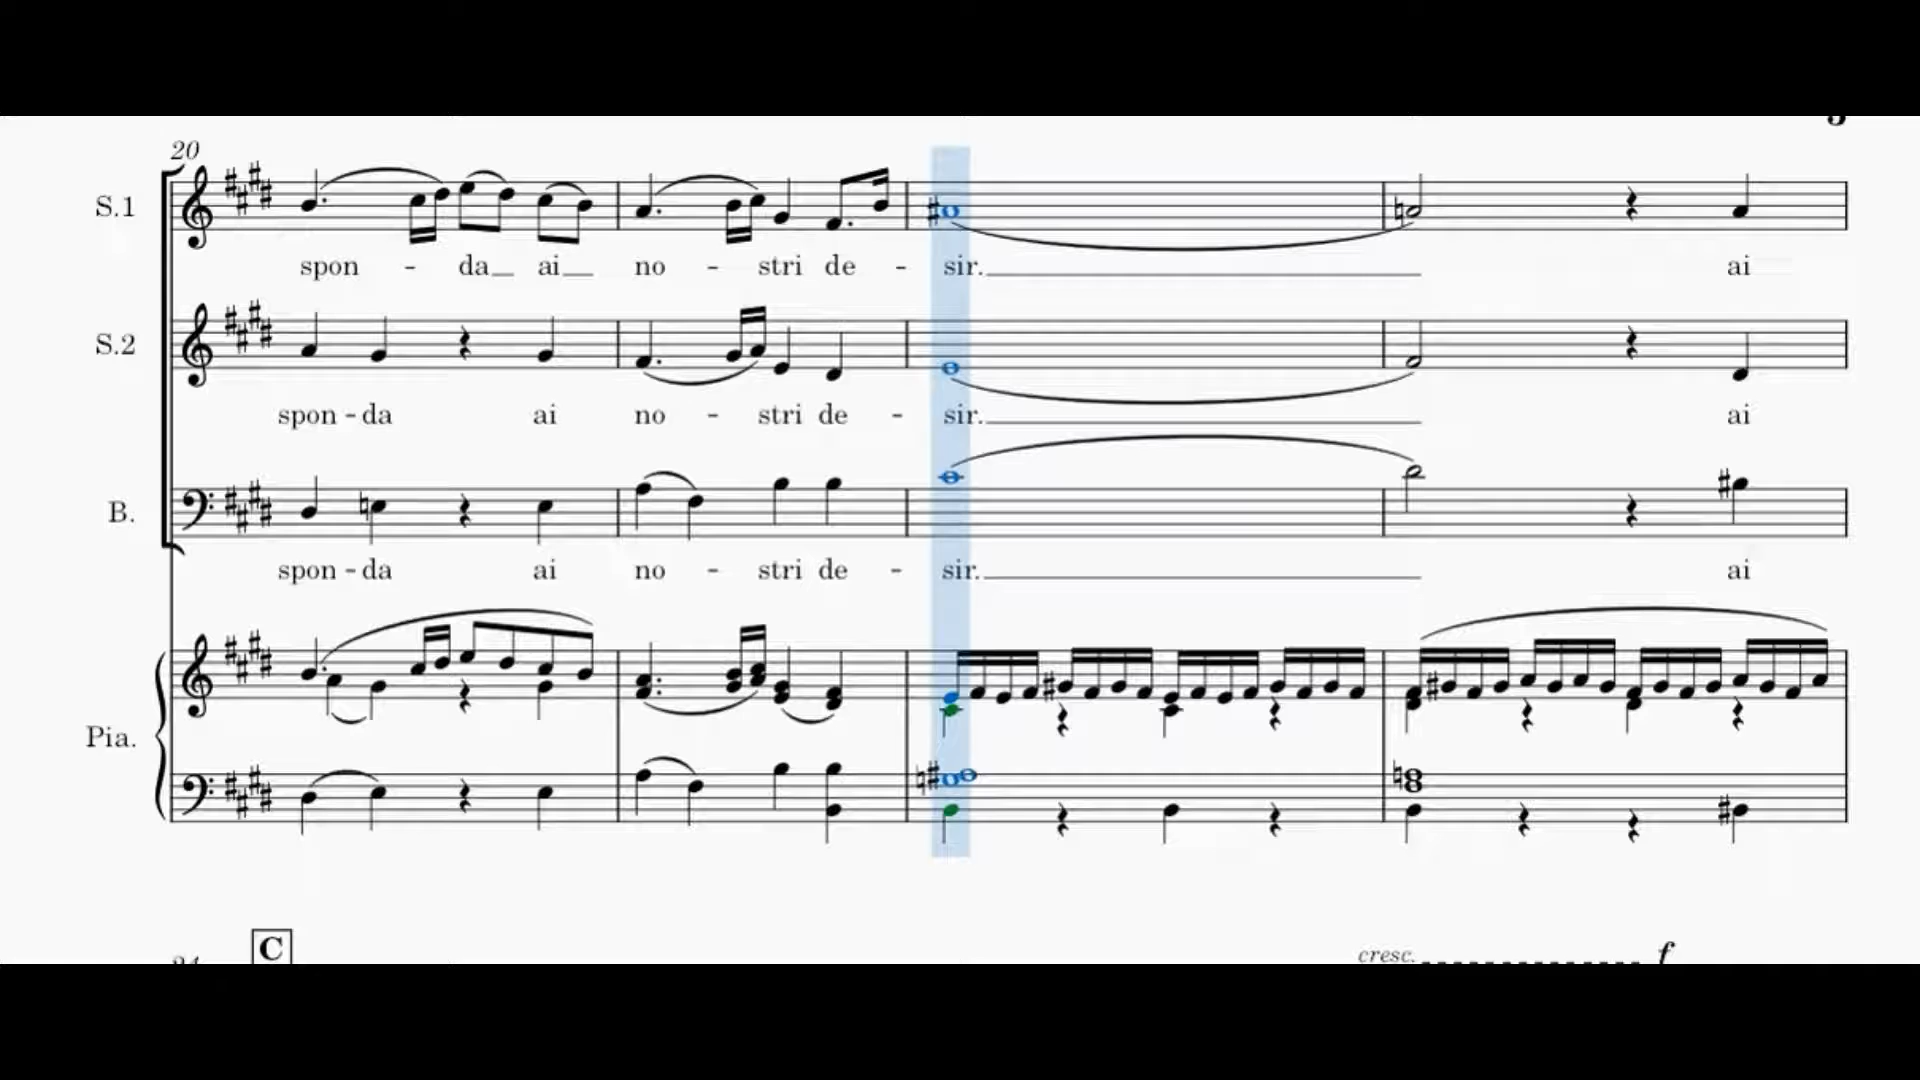 20
S.1
spon - da ai no - stri de - sir. ai
S.2
spon - da ai no - stri de - sir. ai
B.
spon - da ai no - stri de - sir. ai
Pia.
C
cresc. f